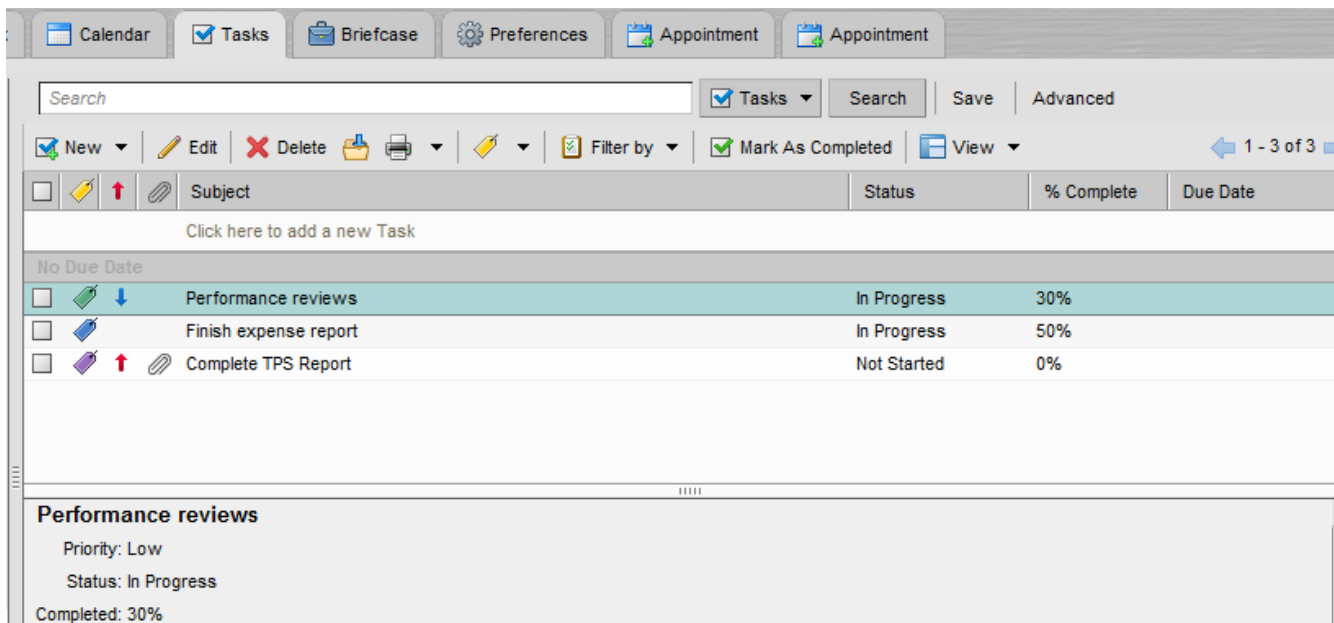 Calendar Tasks Briefcase Preferences Appointment Appointment
Search Tasks Search Save Advanced
New Edit Delete Filter by Mark As Completed View 1 - 3 of 3
Subject Status % Complete Due Date
Click here to add a new Task
No Due Date
Performance reviews In Progress 30%
Finish expense report In Progress 50%
Complete TPS Report Not Started 0%
Performance reviews
Priority: Low
Status: In Progress
Completed: 30%